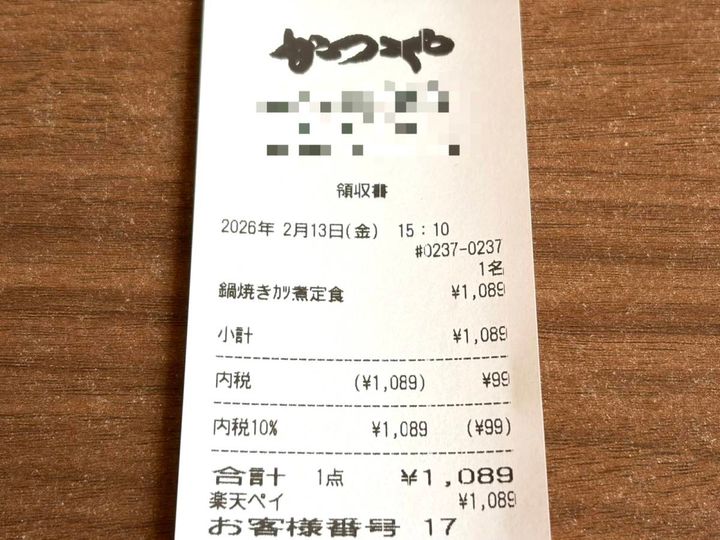 かつや
領収書
2026年 2月13日(金) 15:10
#0237-0237
1名
鍋焼きｶﾂ煮定食 ¥1,089
小計 ¥1,089
内税 (¥1,089) ¥99
内税10% ¥1,089 (¥99)
合計 1点 ¥1,089
楽天ペイ ¥1,089
お客様番号 17